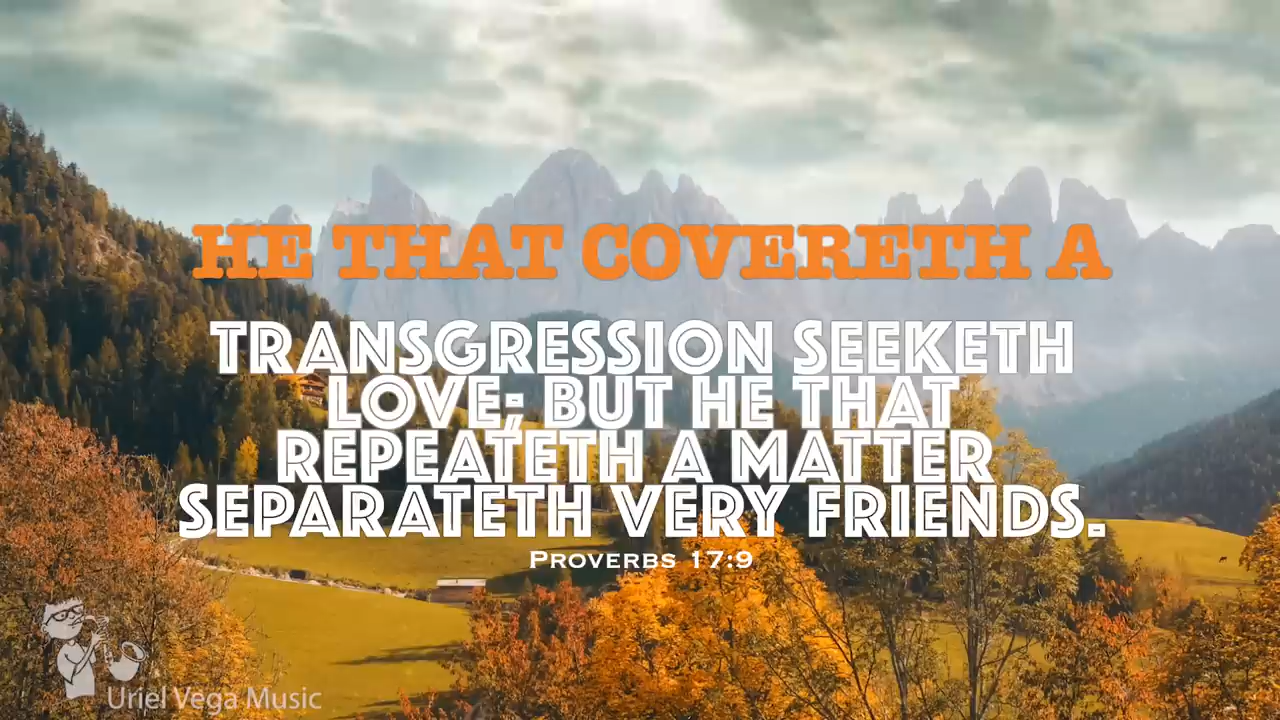 HE THAT COVERETH A
TRANSGRESSION SEEKETH
LOVE; BUT HE THAT
REPEATETH A MATTER
SEPARATETH VERY FRIENDS.
PROVERBS 17:9
Uriel Vega Music